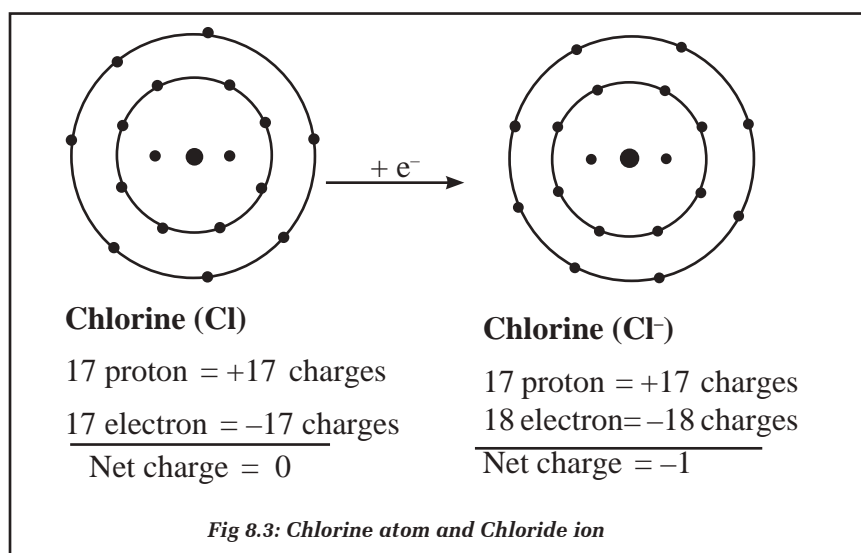 + e–
Chlorine (Cl)
17 proton = +17 charges
17 electron = –17 charges
Net charge = 0
Chlorine (Cl–)
17 proton = +17 charges
18 electron= –18 charges
Net charge = –1
Fig 8.3: Chlorine atom and Chloride ion